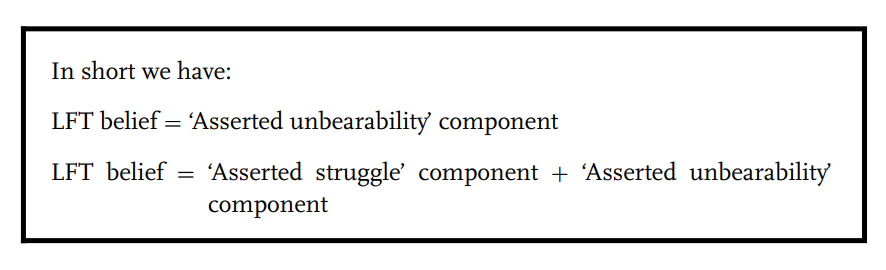 In short we have:
LFT belief = ‘Asserted unbearability’ component
LFT belief = ‘Asserted struggle’ component + ‘Asserted unbearability’
component